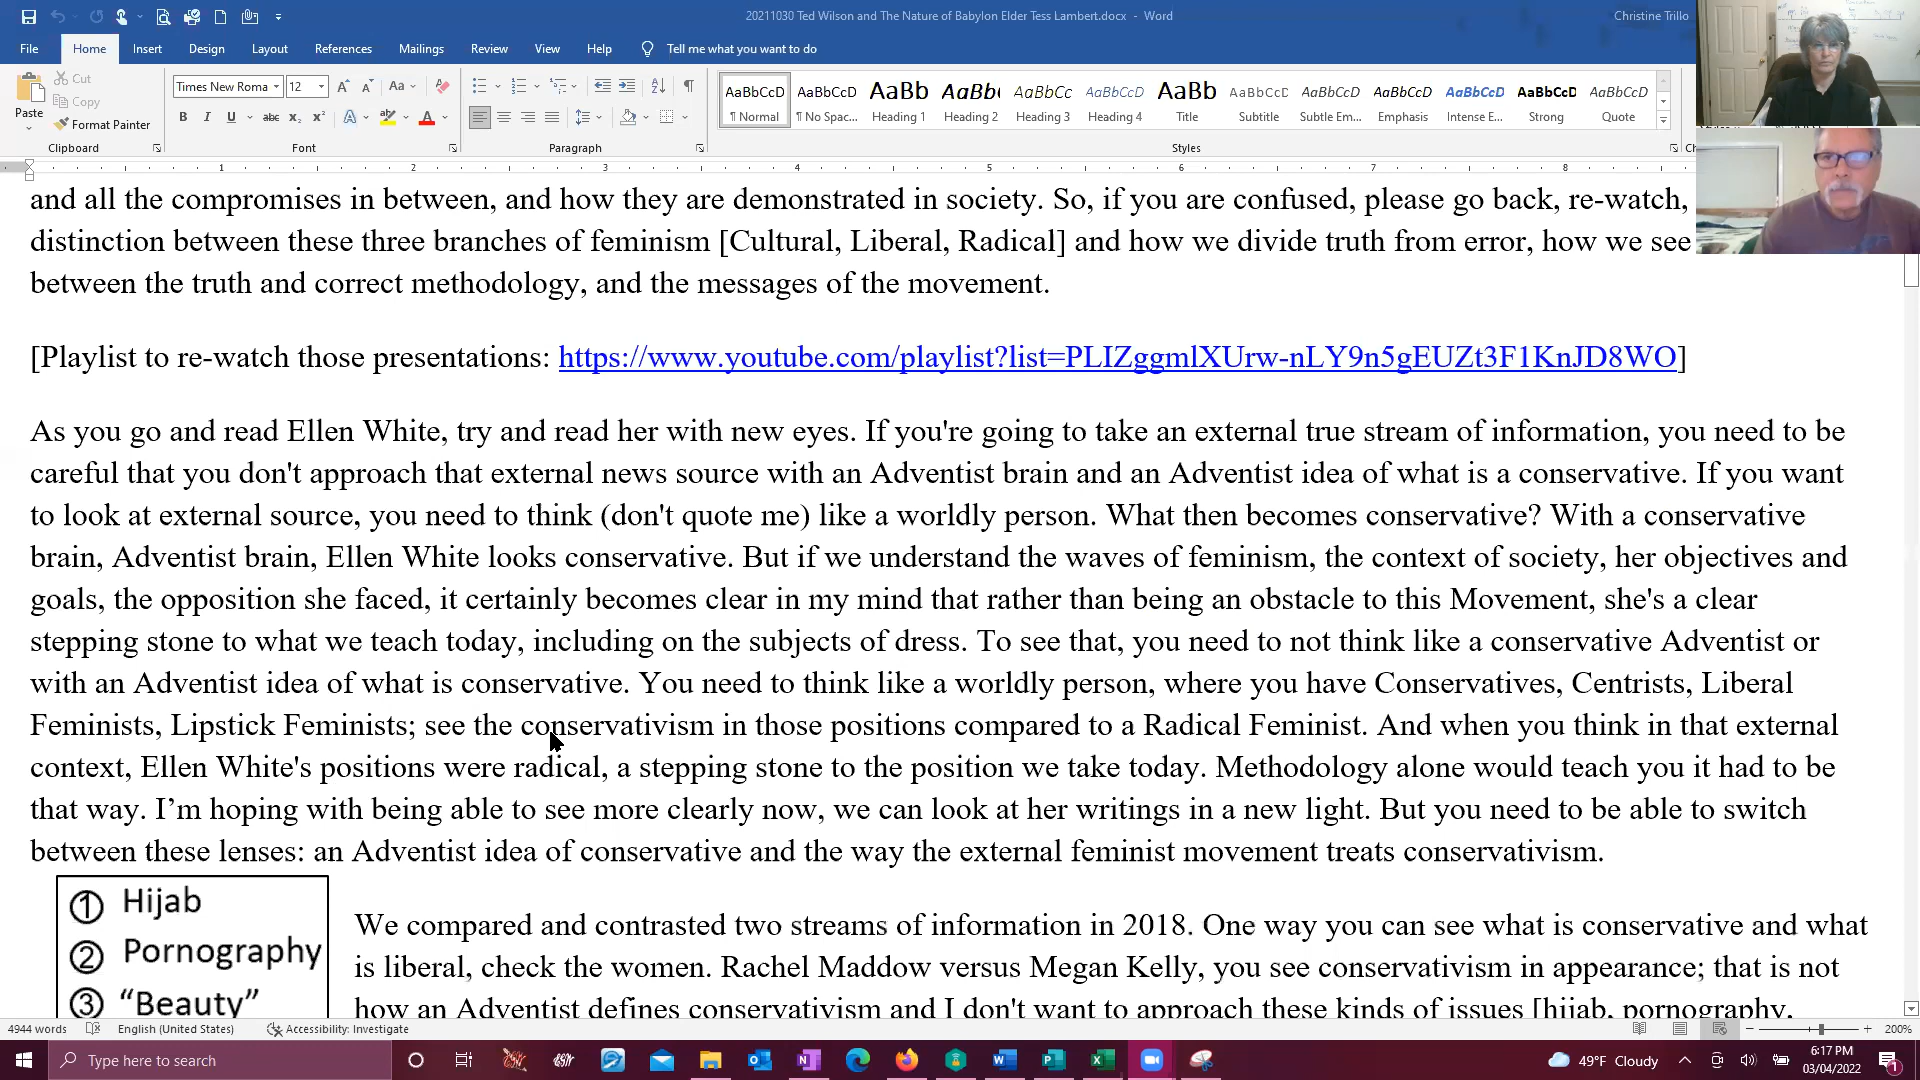 20211030 Ted Wilson and The Nature of Babylon Elder Tess Lambert.docx - Word
Christine Trillo
File Home Insert Design Layout References Mailings Review View Help Tell me what you want to do
Paste
Cut
Copy
Format Painter
Times New Roma 12
Aa
B I U abc x₂ x² A A
AaBbCcD AaBbCcD AaBb AaBb( AaBbCc AaBbCcD AaBb AaBbCcD AaBbCcD AaBbCcD AaBbCcD AaBbCcD AaBbCcD
¶ Normal ¶ No Spac... Heading 1 Heading 2 Heading 3 Heading 4 Title Subtitle Subtle Em... Emphasis Intense E... Strong Quote
Clipboard Font Paragraph Styles
1 2 3 4 5 6 7 8
and all the compromises in between, and how they are demonstrated in society. So, if you are confused, please go back, re-watch,
distinction between these three branches of feminism [Cultural, Liberal, Radical] and how we divide truth from error, how we see
between the truth and correct methodology, and the messages of the movement.
[Playlist to re-watch those presentations: https://www.youtube.com/playlist?list=PLIZggmlXUrw-nLY9n5gEUZt3F1KnJD8WO]
As you go and read Ellen White, try and read her with new eyes. If you're going to take an external true stream of information, you need to be
careful that you don't approach that external news source with an Adventist brain and an Adventist idea of what is a conservative. If you want
to look at external source, you need to think (don't quote me) like a worldly person. What then becomes conservative? With a conservative
brain, Adventist brain, Ellen White looks conservative. But if we understand the waves of feminism, the context of society, her objectives and
goals, the opposition she faced, it certainly becomes clear in my mind that rather than being an obstacle to this Movement, she's a clear
stepping stone to what we teach today, including on the subjects of dress. To see that, you need to not think like a conservative Adventist or
with an Adventist idea of what is conservative. You need to think like a worldly person, where you have Conservatives, Centrists, Liberal
Feminists, Lipstick Feminists; see the conservativism in those positions compared to a Radical Feminist. And when you think in that external
context, Ellen White's positions were radical, a stepping stone to the position we take today. Methodology alone would teach you it had to be
that way. I’m hoping with being able to see more clearly now, we can look at her writings in a new light. But you need to be able to switch
between these lenses: an Adventist idea of conservative and the way the external feminist movement treats conservativism.
① Hijab
② Pornography
③ “Beauty”
We compared and contrasted two streams of information in 2018. One way you can see what is conservative and what
is liberal, check the women. Rachel Maddow versus Megan Kelly, you see conservativism in appearance; that is not
how an Adventist defines conservativism and I don't want to approach these kinds of issues [hijab, pornography,
4944 words English (United States) Accessibility: Investigate 200%
Type here to search
49°F Cloudy
6:17 PM
03/04/2022